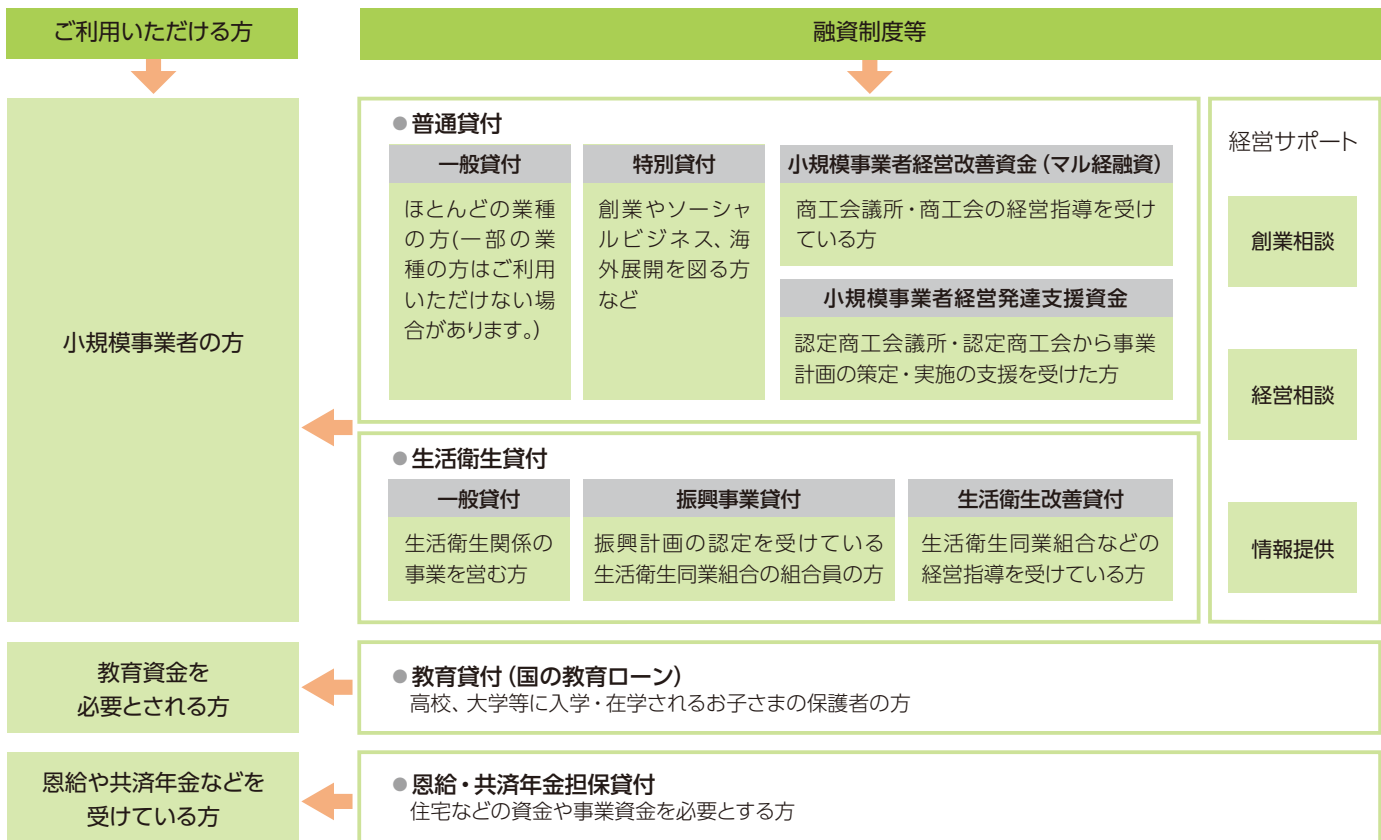 ご利用いただける方
融資制度等
小規模事業者の方
●普通貸付
一般貸付
ほとんどの業種
の方(一部の業
種の方はご利用
いただけない場
合があります。)
特別貸付
創業やソーシャ
ルビジネス、海
外展開を図る方
など
小規模事業者経営改善資金(マル経融資)
商工会議所・商工会の経営指導を受け
ている方
小規模事業者経営発達支援資金
認定商工会議所・認定商工会から事業
計画の策定・実施の支援を受けた方
●生活衛生貸付
一般貸付
生活衛生関係の
事業を営む方
振興事業貸付
振興計画の認定を受けている
生活衛生同業組合の組合員の方
生活衛生改善貸付
生活衛生同業組合などの
経営指導を受けている方
経営サポート
創業相談
経営相談
情報提供
教育資金を
必要とされる方
●教育貸付(国の教育ローン)
高校、大学等に入学・在学されるお子さまの保護者の方
恩給や共済年金などを
受けている方
●恩給・共済年金担保貸付
住宅などの資金や事業資金を必要とする方